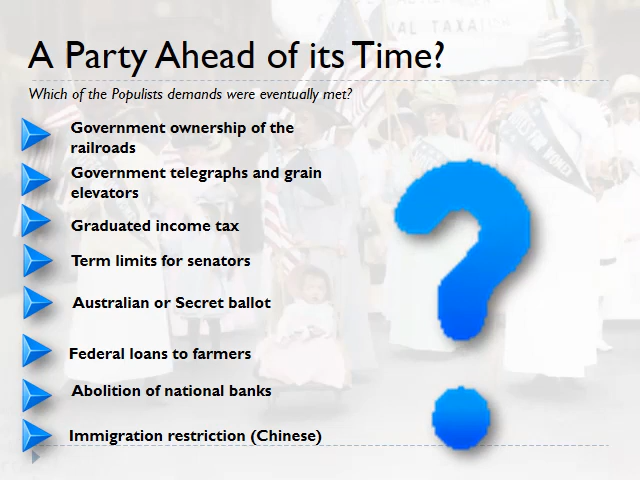 NAL TAXATION
A Party Ahead of its Time?
Which of the Populists demands were eventually met?
Government ownership of the
railroads
Government telegraphs and grain
elevators
Graduated income tax
Term limits for senators
Australian or Secret ballot
Federal loans to farmers
Abolition of national banks
Immigration restriction (Chinese)